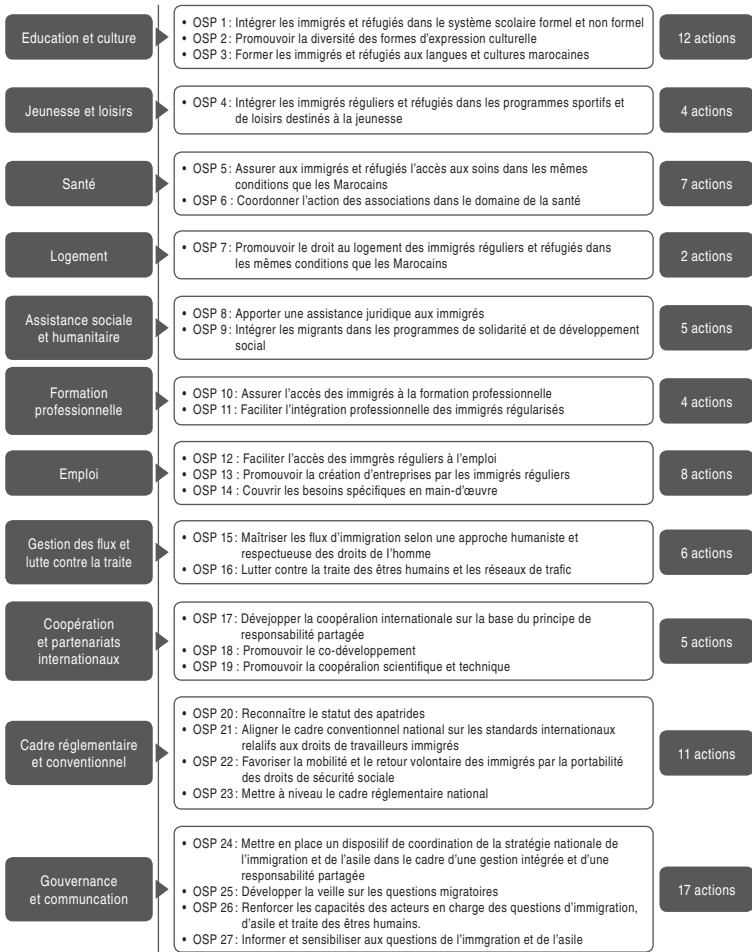 Education et culture
• OSP 1 : Intégrer les immigrés et réfugiés dans le système scolaire formel et non formel
• OSP 2 : Promouvoir la diversité des formes d'expression culturelle
• OSP 3 : Former les immigrés et réfugiés aux langues et cultures marocaines
12 actions
Jeunesse et loisirs
• OSP 4 : Intégrer les immigrés réguliers et réfugiés dans les programmes sportifs et
de loisirs destinés à la jeunesse
4 actions
Santé
• OSP 5 : Assurer aux immigrés et réfugiés l'accès aux soins dans les mêmes
conditions que les Marocains
• OSP 6 : Coordonner l'action des associations dans le domaine de la santé
7 actions
Logement
• OSP 7 : Promouvoir le droit au logement des immigrés réguliers et réfugiés dans
les mêmes conditions que les Marocains
2 actions
Assistance sociale
et humanitaire
• OSP 8 : Apporter une assistance juridique aux immigrés
• OSP 9 : Intégrer les migrants dans les programmes de solidarité et de développement
social
5 actions
Formation
professionnelle
• OSP 10 : Assurer l'accès des immigrés à la formation professionnelle
• OSP 11 : Faciliter l'intégration professionnelle des immigrés régularisés
4 actions
Emploi
• OSP 12 : Faciliter l'accès des immgrès réguliers à l'emploi
• OSP 13 : Promouvoir la création d'entreprises par les immigrés réguliers
• OSP 14 : Couvrir les besoins spécifiques en main-d'œuvre
8 actions
Gestion des flux et
lutte contre la traite
• OSP 15 : Maîtriser les flux d'immigration selon une approche humaniste et
respectueuse des droits de l'homme
• OSP 16 : Lutter contre la traite des êtres humains et les réseaux de trafic
6 actions
Coopération
et partenariats
internationaux
• OSP 17 : Dévejopper la coopéralion internationale sur la base du principe de
responsabilité partagée
• OSP 18 : Promouvoir le co-développement
• OSP 19 : Promouvoir la coopéralion scientifique et technique
5 actions
Cadre réglementaire
et conventionnel
• OSP 20 : Reconnaître le statut des apatrides
• OSP 21 : Aligner le cadre conventionnel national sur les standards internationaux
relalifs aux droits de travailleurs immigrés
• OSP 22 : Favoriser la mobilité et le retour volontaire des immigrés par la portabilité
des droits de sécurité sociale
• OSP 23 : Mettre à niveau le cadre réglementaire national
11 actions
Gouvernance
et communcation
• OSP 24 : Mettre en place un disposilif de coordination de la stratégie nationale de
l'immigration et de l'asile dans le cadre d'une gestion intégrée et d'une
responsabilité partagée
• OSP 25 : Développer la veille sur les questions migratoires
• OSP 26 : Renforcer les capacités des acteurs en charge des questions d'immigration,
d'asile et traite des êtres humains.
• OSP 27 : Informer et sensibiliser aux questions de l'immgration et de l'asile
17 actions